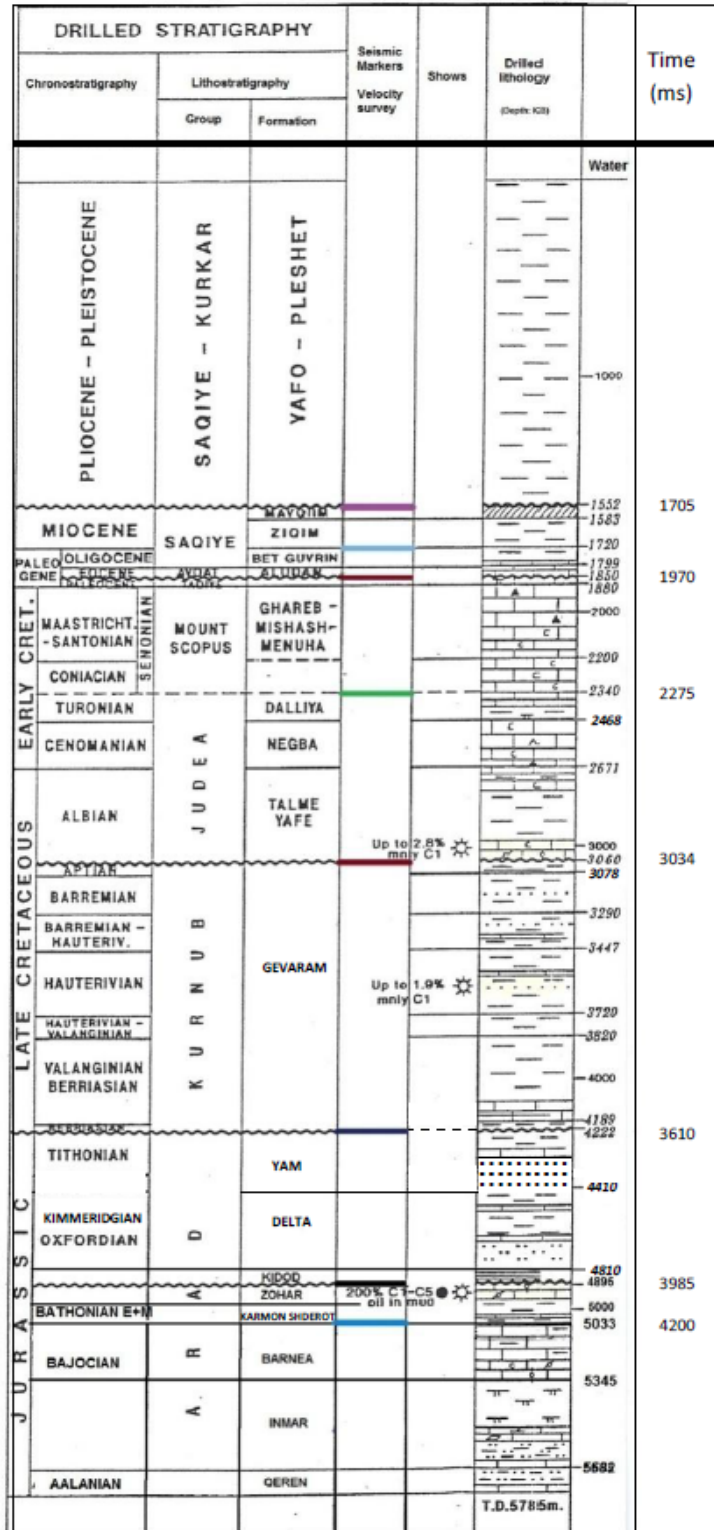 DRILLED STRATIGRAPHY
Chronostratigraphy
Lithostratigraphy
Group
Formation
Seismic
Markers
Velocity
survey
Shows
Drilled
lithology
(Depth: KB)
Time
(ms)
Water
PLIOCENE – PLEISTOCENE
SAQIYE – KURKAR
YAFO – PLESHET
1000
1552
1705
MAVQIIM
1583
MIOCENE
SAQIYE
ZIQIM
1720
PALEO
GENE
OLIGOCENE
BET GUVRIN
1799
EOCENE
AVDAT
1850
1970
PALEOCENE
1880
EARLY CRET.
MAASTRICHT.
-SANTONIAN
SENONIAN
MOUNT
SCOPUS
GHAREB –
MISHASH–
MENUHA
2000
2200
CONIACIAN
2340
2275
TURONIAN
DALLIYA
2468
CENOMANIAN
JUDEA
NEGBA
2671
LATE CRETACEOUS
ALBIAN
TALME
YAFE
Up to 2.8%
mnly C1
3000
3060
3034
APTIAN
3078
BARREMIAN
3290
BARREMIAN –
HAUTERIV.
3447
KURNUB
GEVARAM
HAUTERIVIAN
Up to 1.9%
mnly C1
3720
HAUTERIVIAN –
VALANGINIAN
3820
VALANGINIAN
BERRIASIAN
4000
4189
BERRIASIAN
4222
3610
JURASSIC
TITHONIAN
YAM
4410
KIMMERIDGIAN
OXFORDIAN
ARAD
DELTA
4810
KIDOD
4895
3985
ZOHAR
200% C1-C5
oil in mud
5000
BATHONIAN E+M
KARMON SHDEROT
5033
4200
BAJOCIAN
BARNEA
5345
INMAR
5682
AALANIAN
QEREN
T.D.5785m.